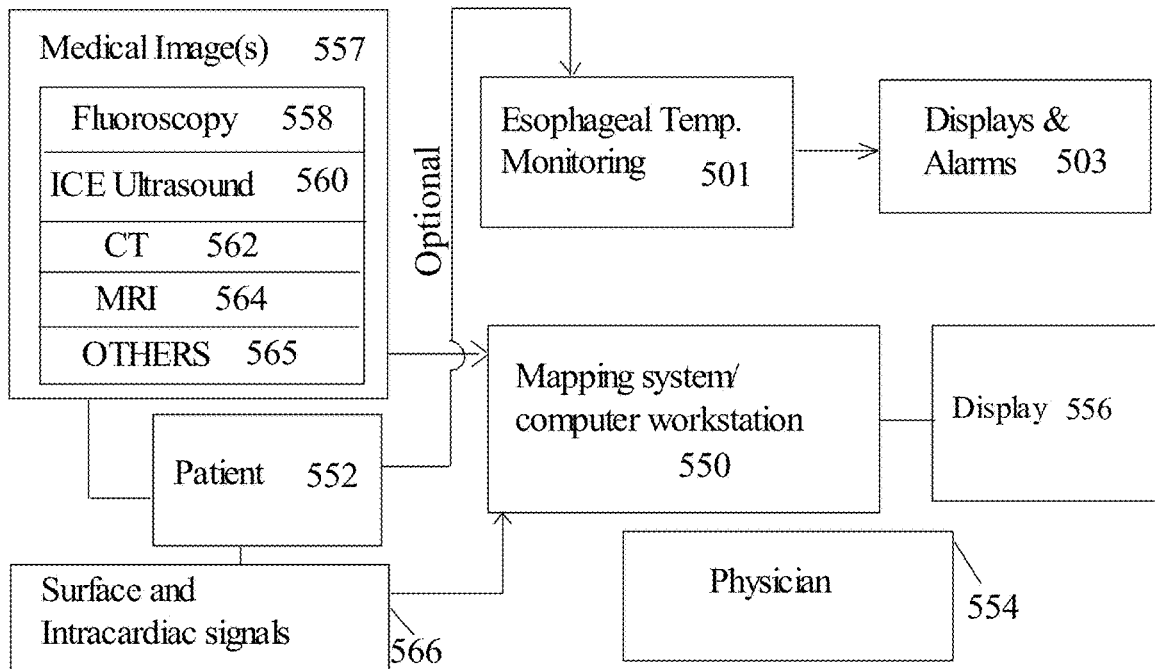 Medical Image(s) 557
Fluoroscopy 558
ICE Ultrasound 560
CT 562
MRI 564
OTHERS 565
Optional
Esophageal Temp.
Monitoring 501
Displays &
Alarms 503
Mapping system/
computer workstation
550
Display 556
Patient 552
Surface and
Intracardiac signals
566
Physician
554